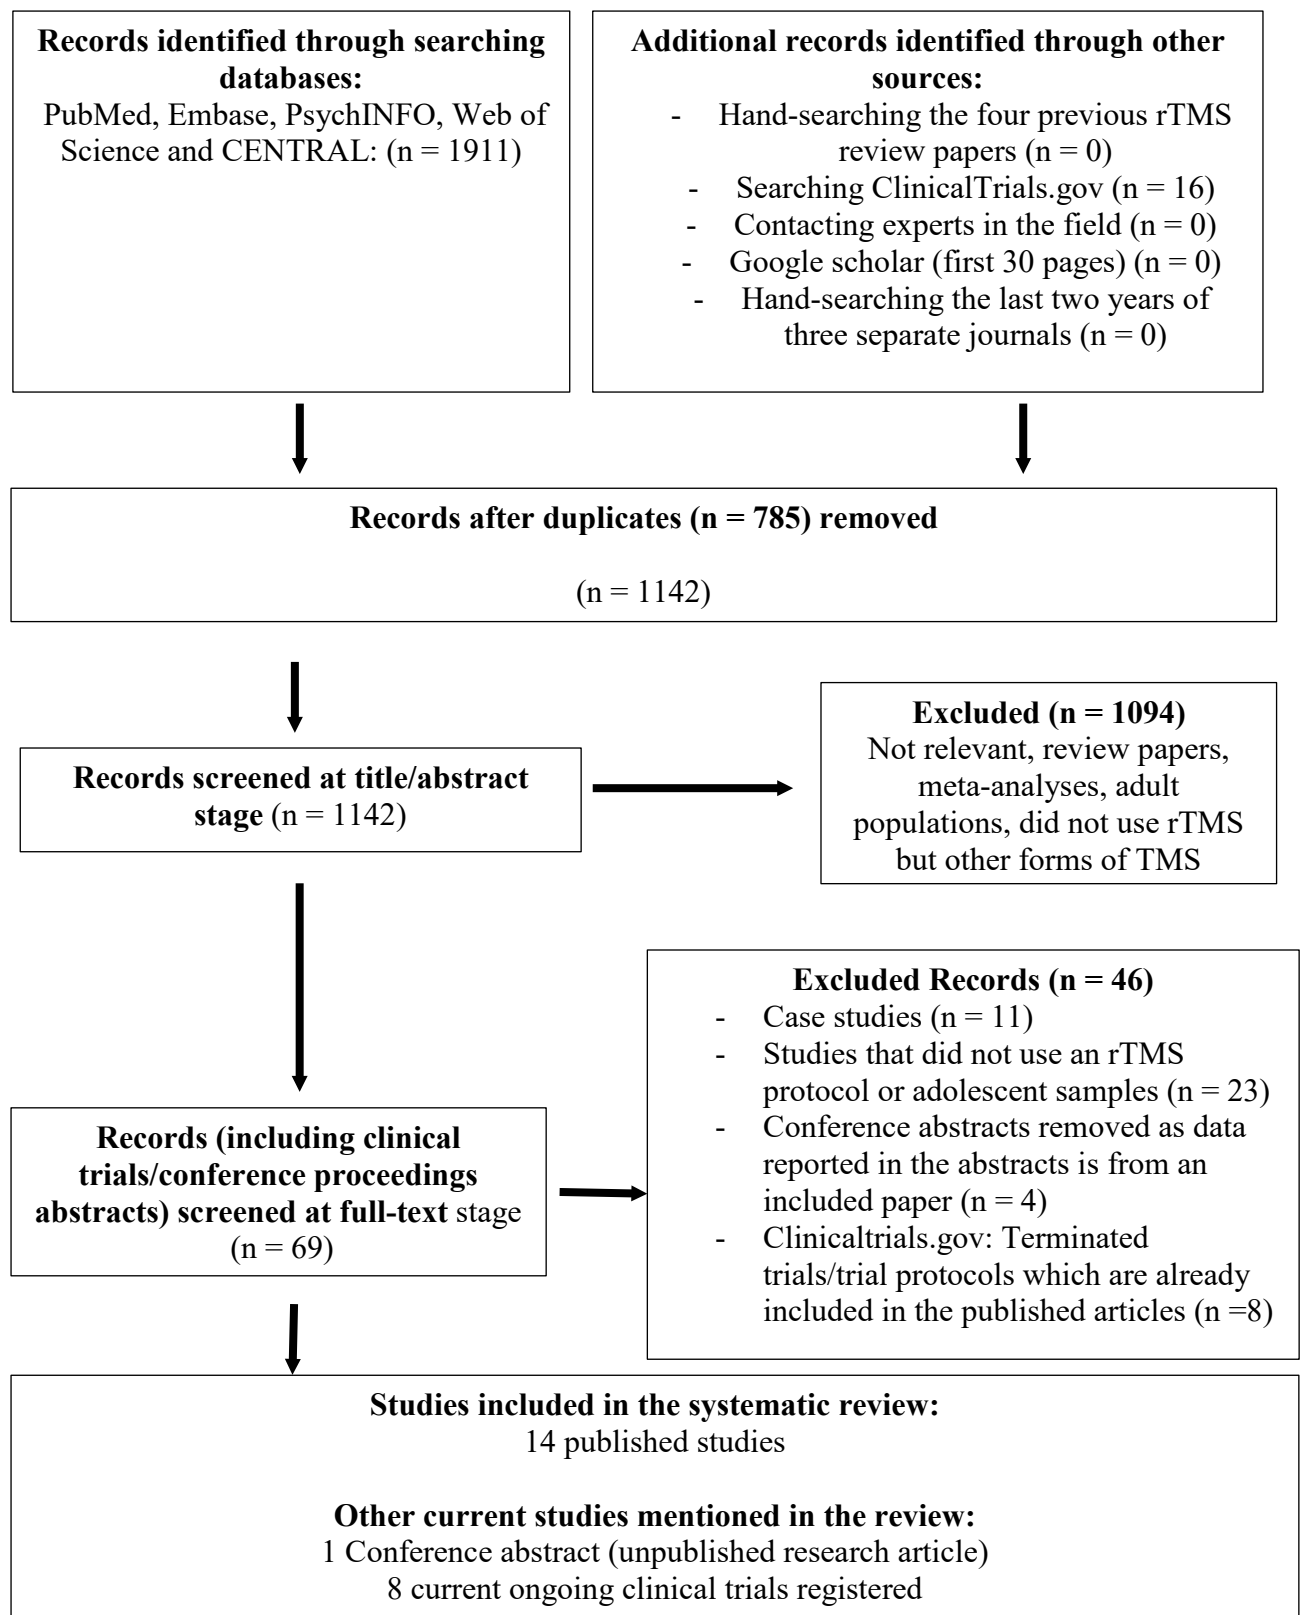 Records identified through searching
databases:
PubMed, Embase, PsychINFO, Web of
Science and CENTRAL: (n = 1911)
Additional records identified through other
sources:
- Hand-searching the four previous rTMS
review papers (n = 0)
- Searching ClinicalTrials.gov (n = 16)
- Contacting experts in the field (n = 0)
- Google scholar (first 30 pages) (n = 0)
- Hand-searching the last two years of
three separate journals (n = 0)
Records after duplicates (n = 785) removed
(n = 1142)
Records screened at title/abstract
stage (n = 1142)
Excluded (n = 1094)
Not relevant, review papers,
meta-analyses, adult
populations, did not use rTMS
but other forms of TMS
Records (including clinical
trials/conference proceedings
abstracts) screened at full-text stage
(n = 69)
Excluded Records (n = 46)
- Case studies (n = 11)
- Studies that did not use an rTMS
protocol or adolescent samples (n = 23)
- Conference abstracts removed as data
reported in the abstracts is from an
included paper (n = 4)
- Clinicaltrials.gov: Terminated
trials/trial protocols which are already
included in the published articles (n =8)
Studies included in the systematic review:
14 published studies
Other current studies mentioned in the review:
1 Conference abstract (unpublished research article)
8 current ongoing clinical trials registered